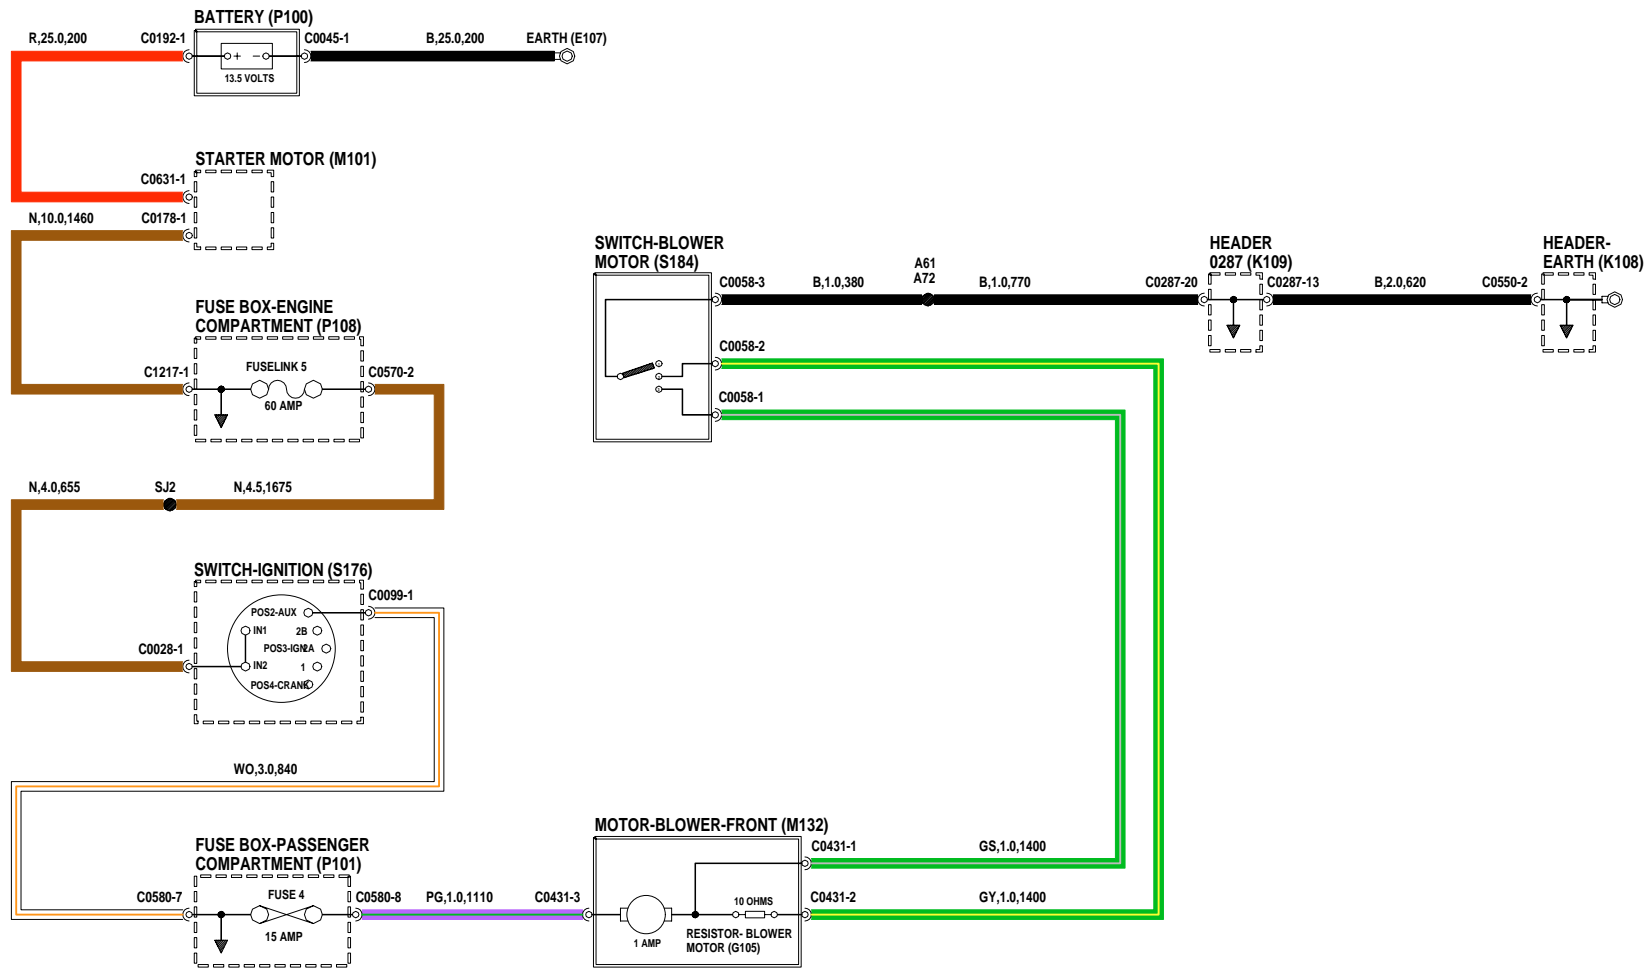 BATTERY (P100)
R,25.0,200
C0192-1
C0045-1
B,25.0,200
EARTH (E107)
+ −
13.5 VOLTS
STARTER MOTOR (M101)
C0631-1
N,10.0,1460
C0178-1
FUSE BOX-ENGINE
COMPARTMENT (P108)
C1217-1
FUSELINK 5
60 AMP
C0570-2
N,4.0,655
SJ2
N,4.5,1675
SWITCH-IGNITION (S176)
C0099-1
POS2-AUX
IN1
2B
POS3-IGN
2A
IN2
1
POS4-CRANK
C0028-1
WO,3.0,840
FUSE BOX-PASSENGER
COMPARTMENT (P101)
C0580-7
FUSE 4
15 AMP
C0580-8
PG,1.0,1110
C0431-3
SWITCH-BLOWER
MOTOR (S184)
C0058-3
B,1.0,380
A61
A72
B,1.0,770
C0287-20
HEADER
0287 (K109)
C0287-13
B,2.0,620
C0550-2
HEADER-
EARTH (K108)
C0058-2
C0058-1
MOTOR-BLOWER-FRONT (M132)
C0431-1
GS,1.0,1400
10 OHMS
C0431-2
GY,1.0,1400
1 AMP
RESISTOR- BLOWER
MOTOR (G105)